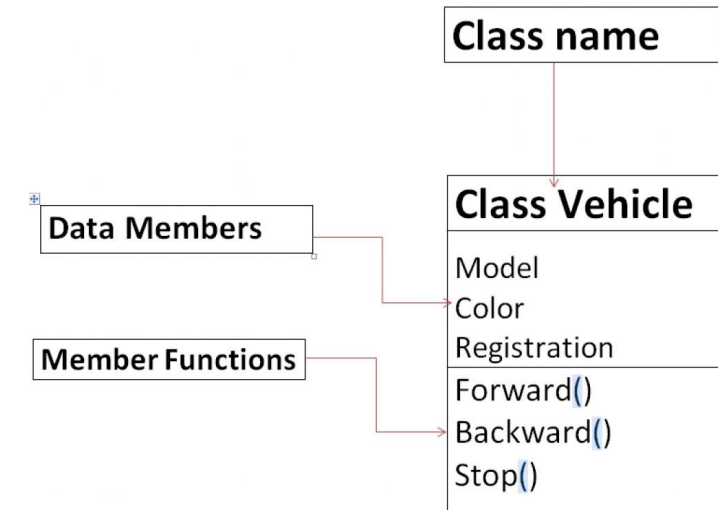 Class name
Class Vehicle
Data Members
Model
Color
Registration
Member Functions
Forward()
Backward()
Stop()